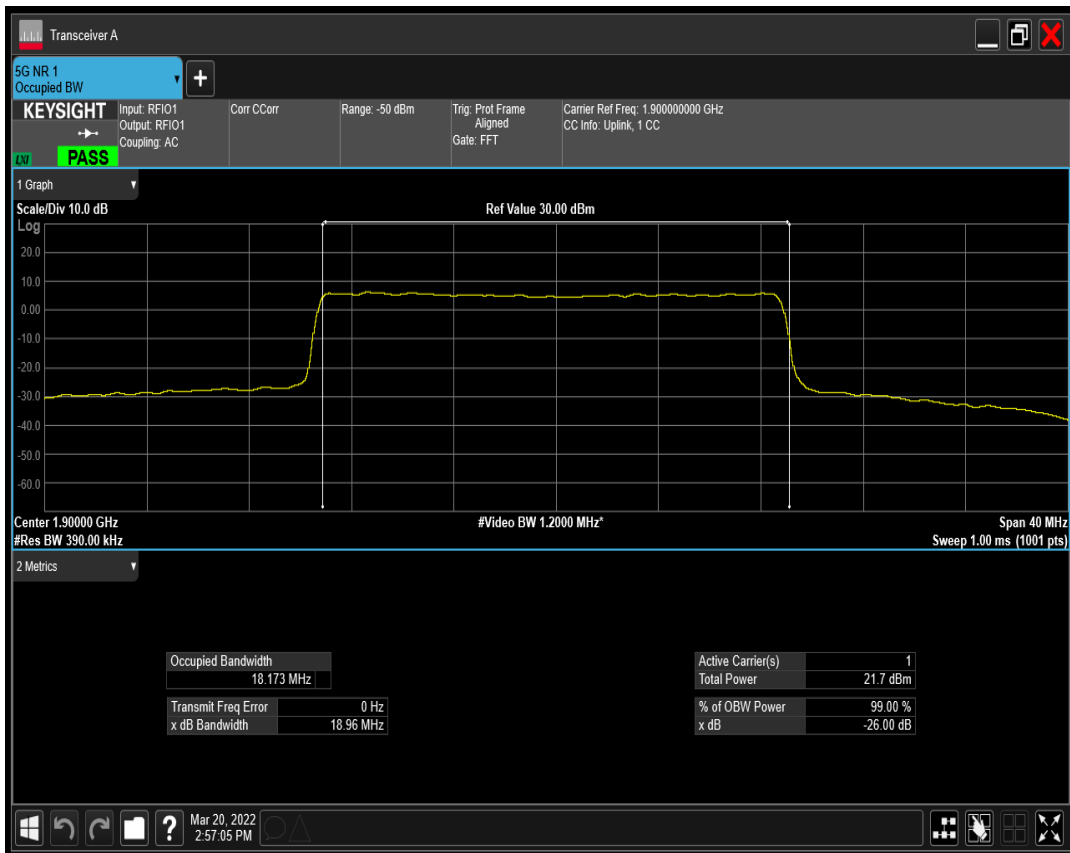 Transceiver A
5G NR 1
Occupied BW
KEYSIGHT
LXI
PASS
Input: RFIO1
Output: RFIO1
Coupling: AC
Corr CCorr
Range: -50 dBm
Trig: Prot Frame
Aligned
Gate: FFT
Carrier Ref Freq: 1.900000000 GHz
CC Info: Uplink, 1 CC
1 Graph
Scale/Div 10.0 dB
Ref Value 30.00 dBm
Log
20.0
10.0
0.00
-10.0
-20.0
-30.0
-40.0
-50.0
-60.0
Center 1.90000 GHz
#Video BW 1.2000 MHz*
Span 40 MHz
#Res BW 390.00 kHz
Sweep 1.00 ms (1001 pts)
2 Metrics
Occupied Bandwidth
18.173 MHz
Transmit Freq Error 0 Hz
x dB Bandwidth 18.96 MHz
Active Carrier(s) 1
Total Power 21.7 dBm
% of OBW Power 99.00 %
x dB -26.00 dB
?
Mar 20, 2022
2:57:05 PM